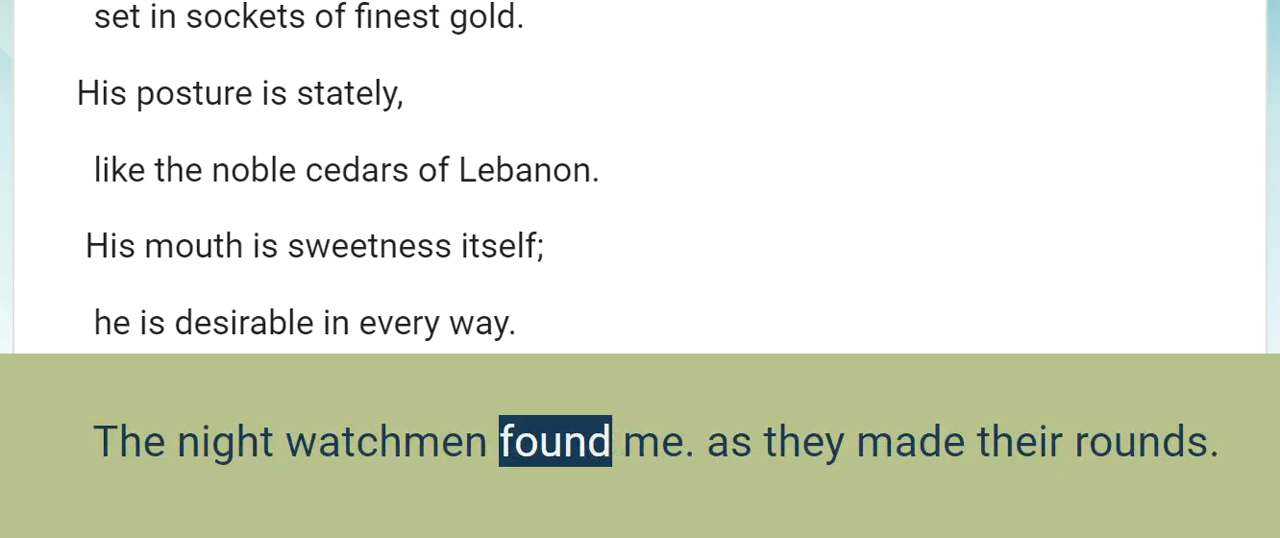 set in sockets of finest gold.
His posture is stately,
like the noble cedars of Lebanon.
His mouth is sweetness itself;
he is desirable in every way.
The night watchmen found me. as they made their rounds.